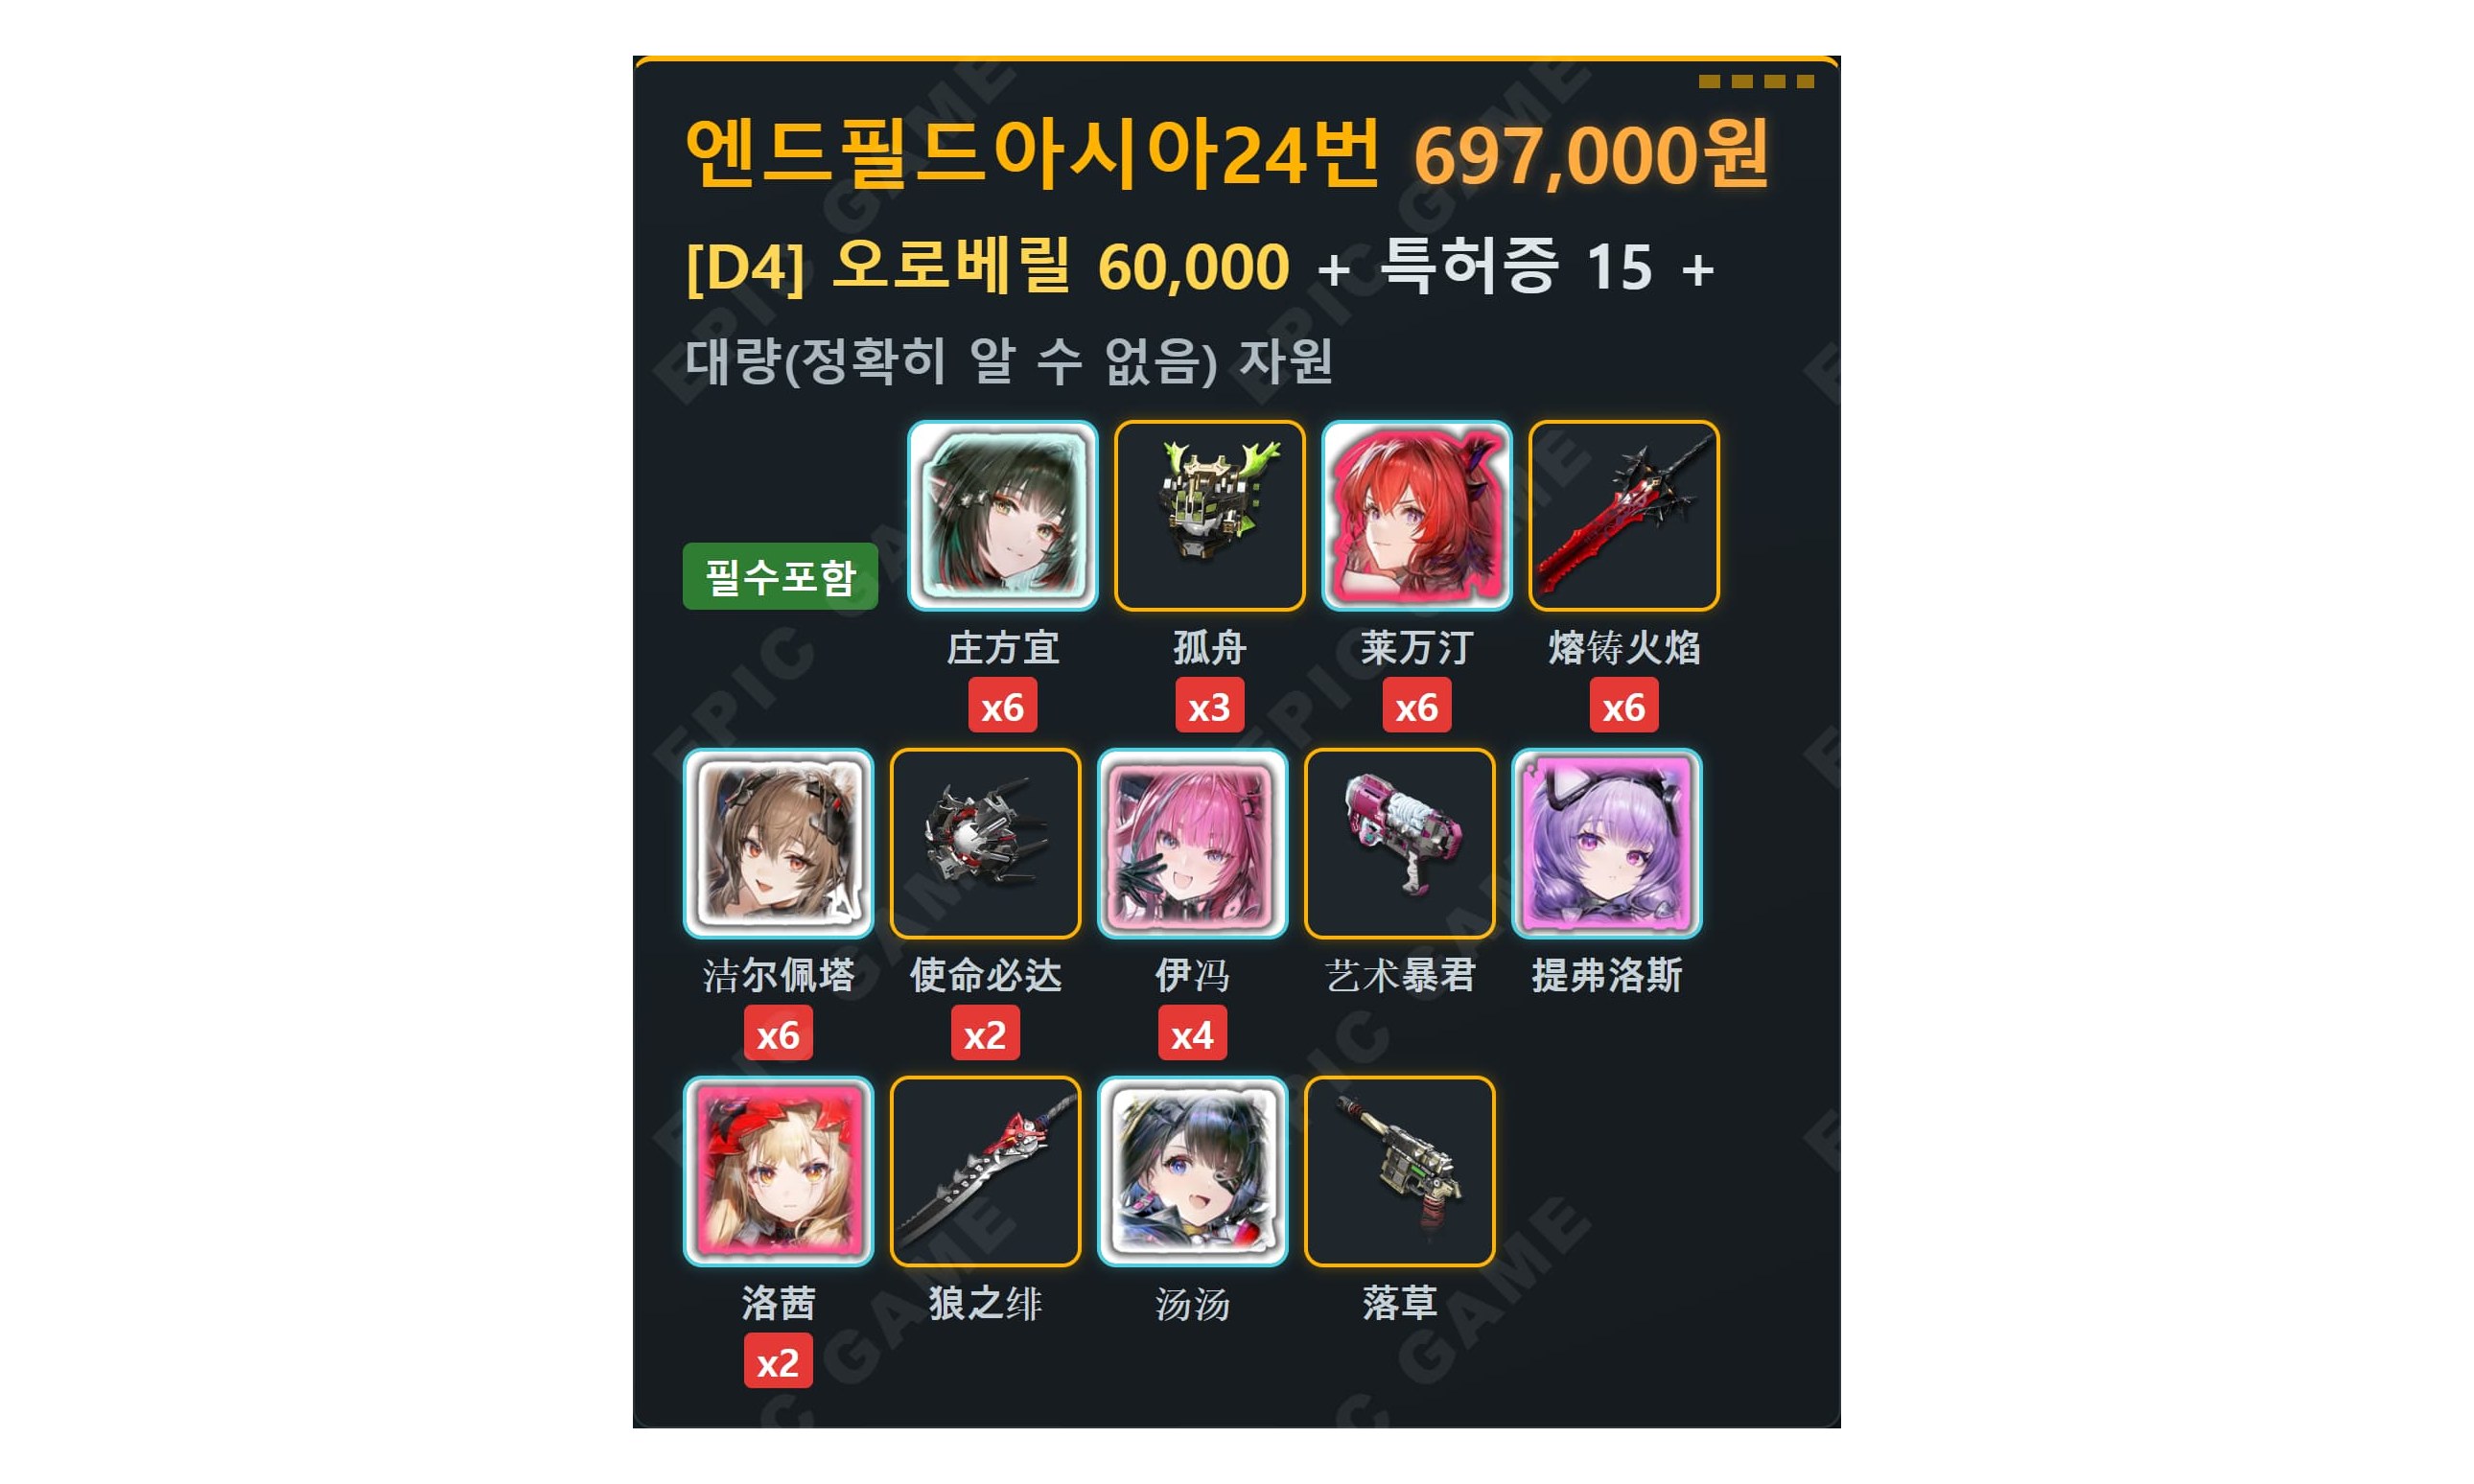 엔드필드아시아24번 697,000원
[D4] 오로베릴 60,000 + 특허증 15 +
대량(정확히 알 수 없음) 자원
필수포함
庄方宜 孤舟 莱万汀 熔铸火焰
x6 x3 x6 x6
洁尔佩塔 使命必达 伊冯 艺术暴君 提弗洛斯
x6 x2 x4
洛茜 狼之绯 汤汤 落草
x2
EPIC GAME